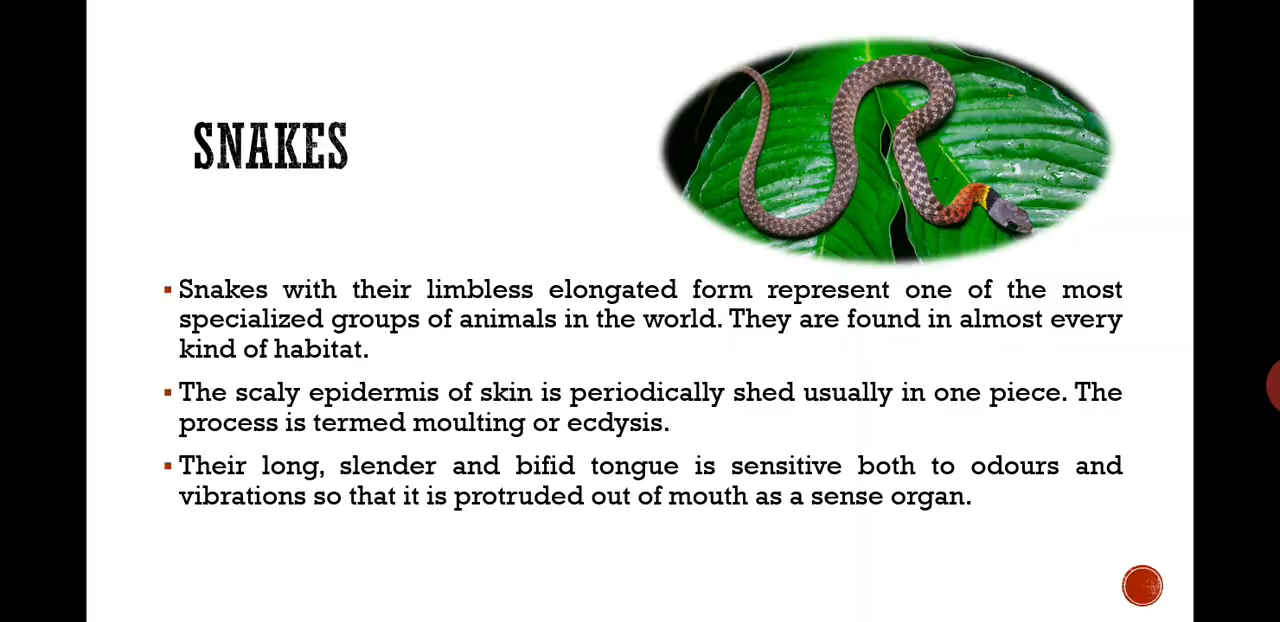 SNAKES
▪ Snakes with their limbless elongated form represent one of the most
specialized groups of animals in the world. They are found in almost every
kind of habitat.
▪ The scaly epidermis of skin is periodically shed usually in one piece. The
process is termed moulting or ecdysis.
▪ Their long, slender and bifid tongue is sensitive both to odours and
vibrations so that it is protruded out of mouth as a sense organ.